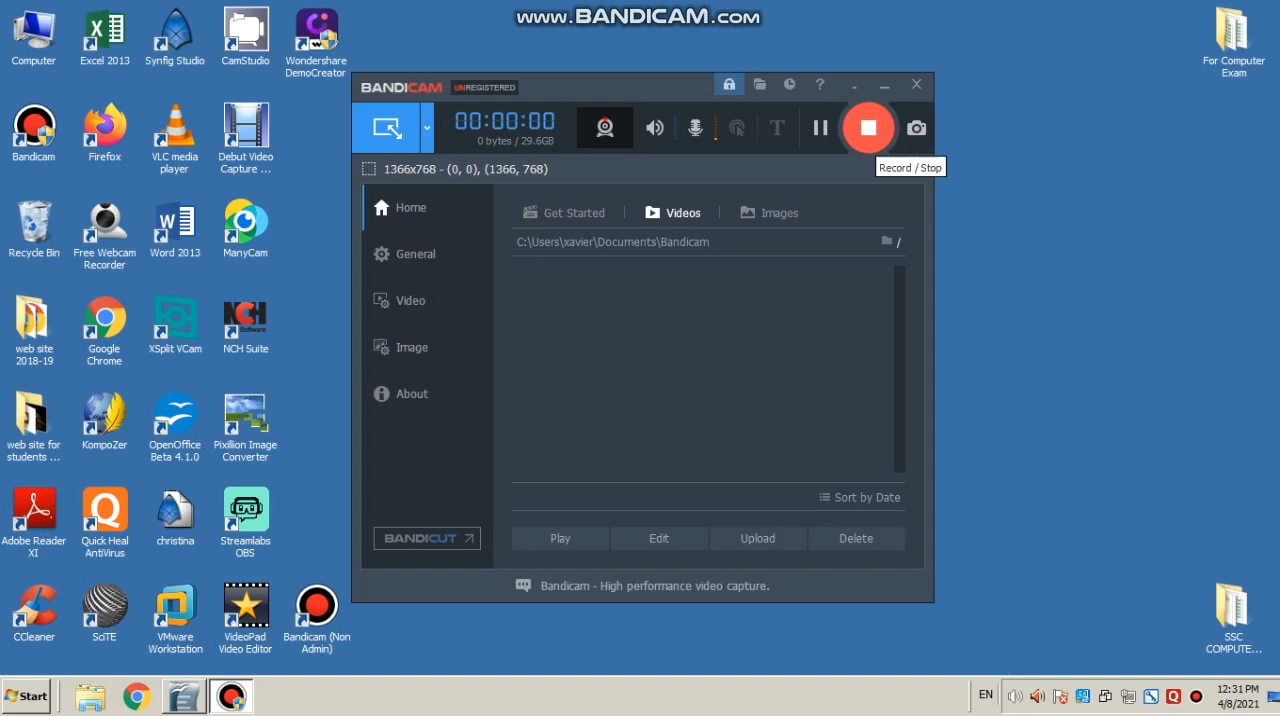 www.BANDICAM.com
Computer
Excel 2013
Synfig Studio
CamStudio
Wondershare
DemoCreator
For Computer
Exam
Bandicam
Firefox
VLC media
player
Debut Video
Capture ...
Recycle Bin
Free Webcam
Recorder
Word 2013
ManyCam
web site
2018-19
Google
Chrome
XSplit VCam
NCH
Software
NCH Suite
web site for
students ...
KompoZer
OpenOffice
Beta 4.1.0
Pixillion Image
Converter
Adobe Reader
XI
Quick Heal
AntiVirus
christina
Streamlabs
OBS
CCleaner
SciTE
VMware
Workstation
VideoPad
Video Editor
Bandicam (Non
Admin)
SSC
COMPUTE...
BANDICAM UNREGISTERED
00:00:00
0 bytes / 29.6GB
Record / Stop
1366x768 - (0, 0), (1366, 768)
Home
General
Video
Image
About
BANDICUT
Get Started
Videos
Images
C:\Users\xavier\Documents\Bandicam
/
Sort by Date
Play
Edit
Upload
Delete
Bandicam - High performance video capture.
Start
EN
12:31 PM
4/8/2021